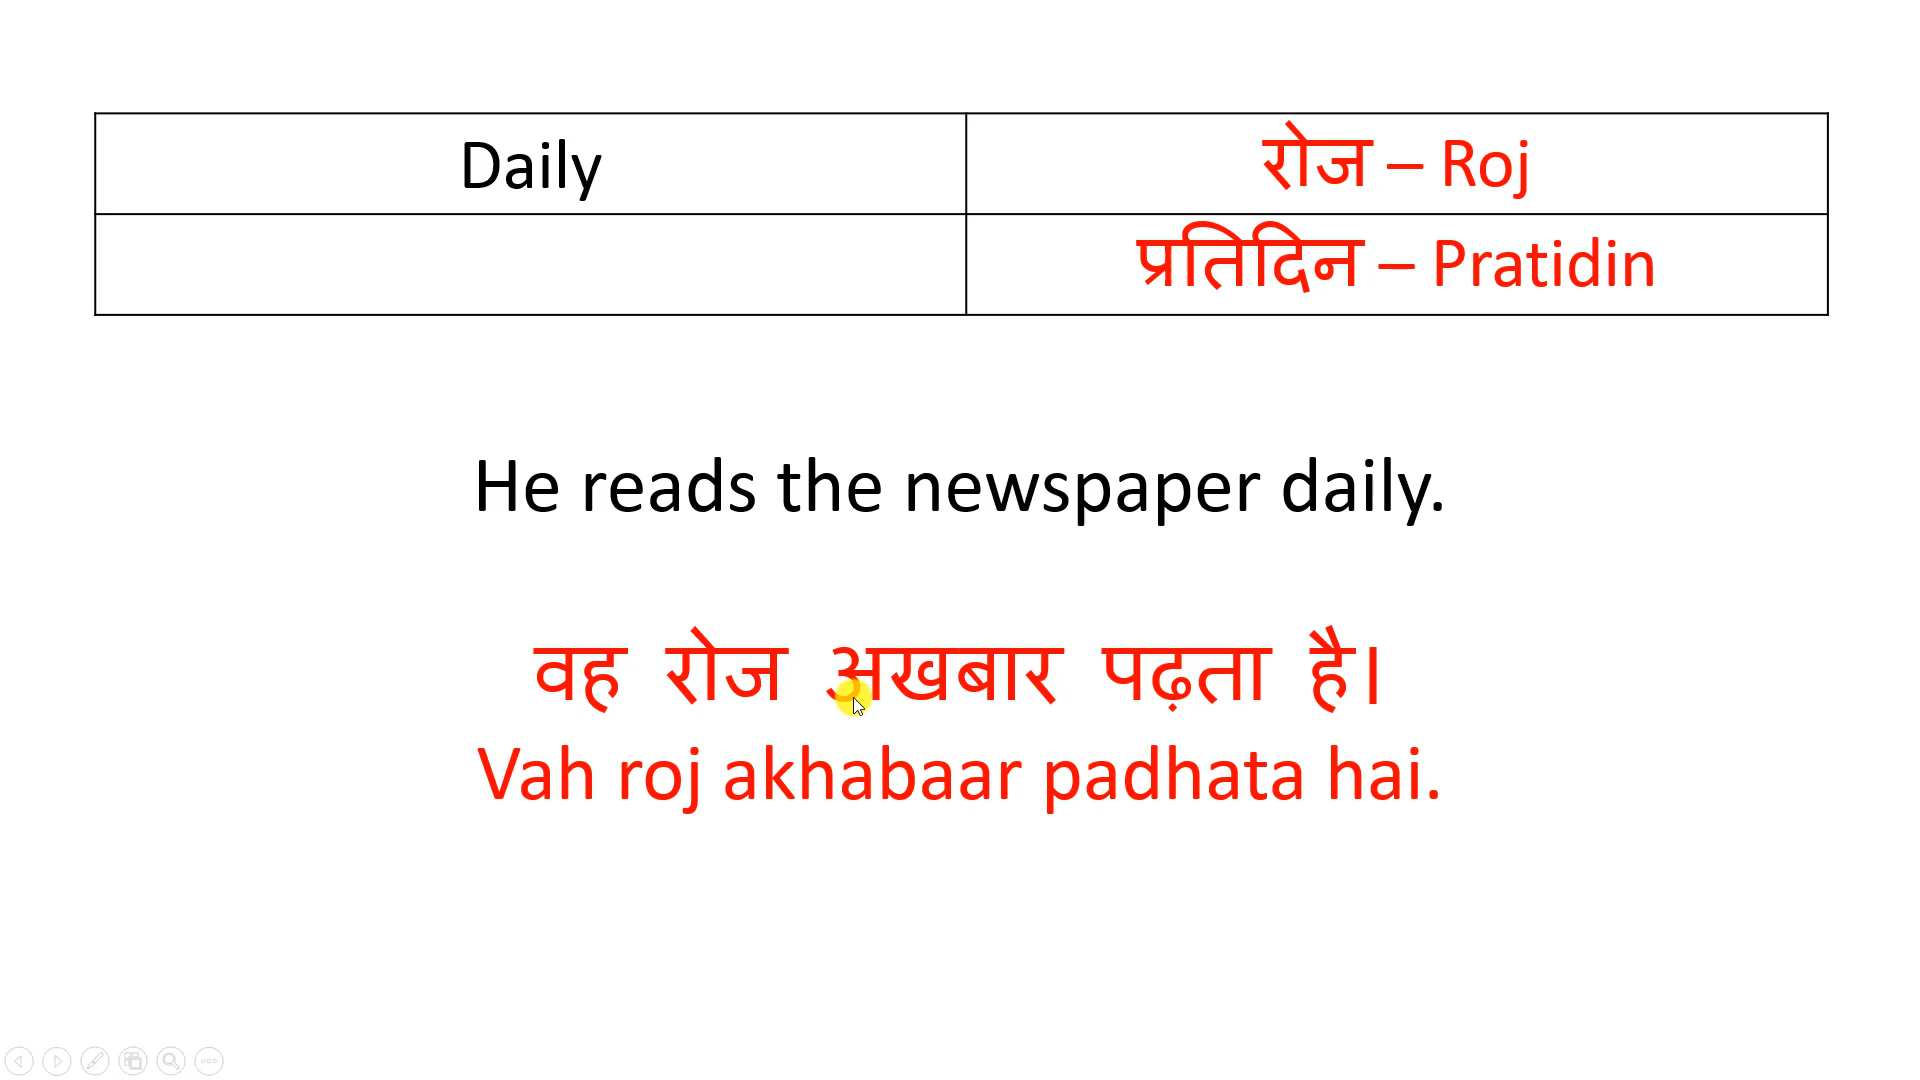 Daily
रोज – Roj
प्रतिदिन – Pratidin
He reads the newspaper daily.
वह रोज अखबार पढ़ता है।
Vah roj akhabaar padhata hai.